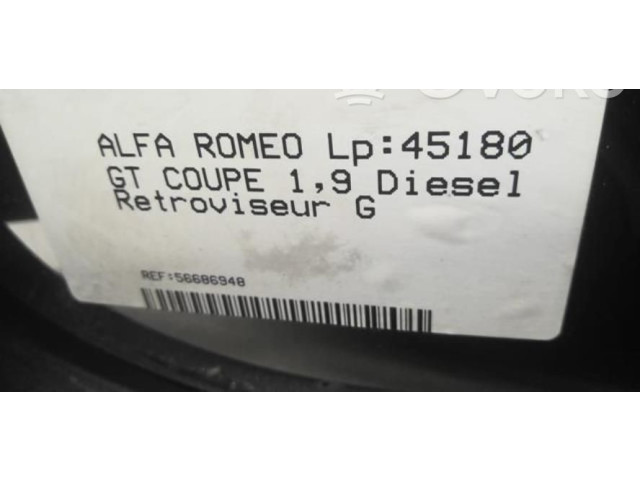 ALFA ROMEO Lp:45180
GT COUPE 1,9 Diesel
Retroviseur G
REF:56686948